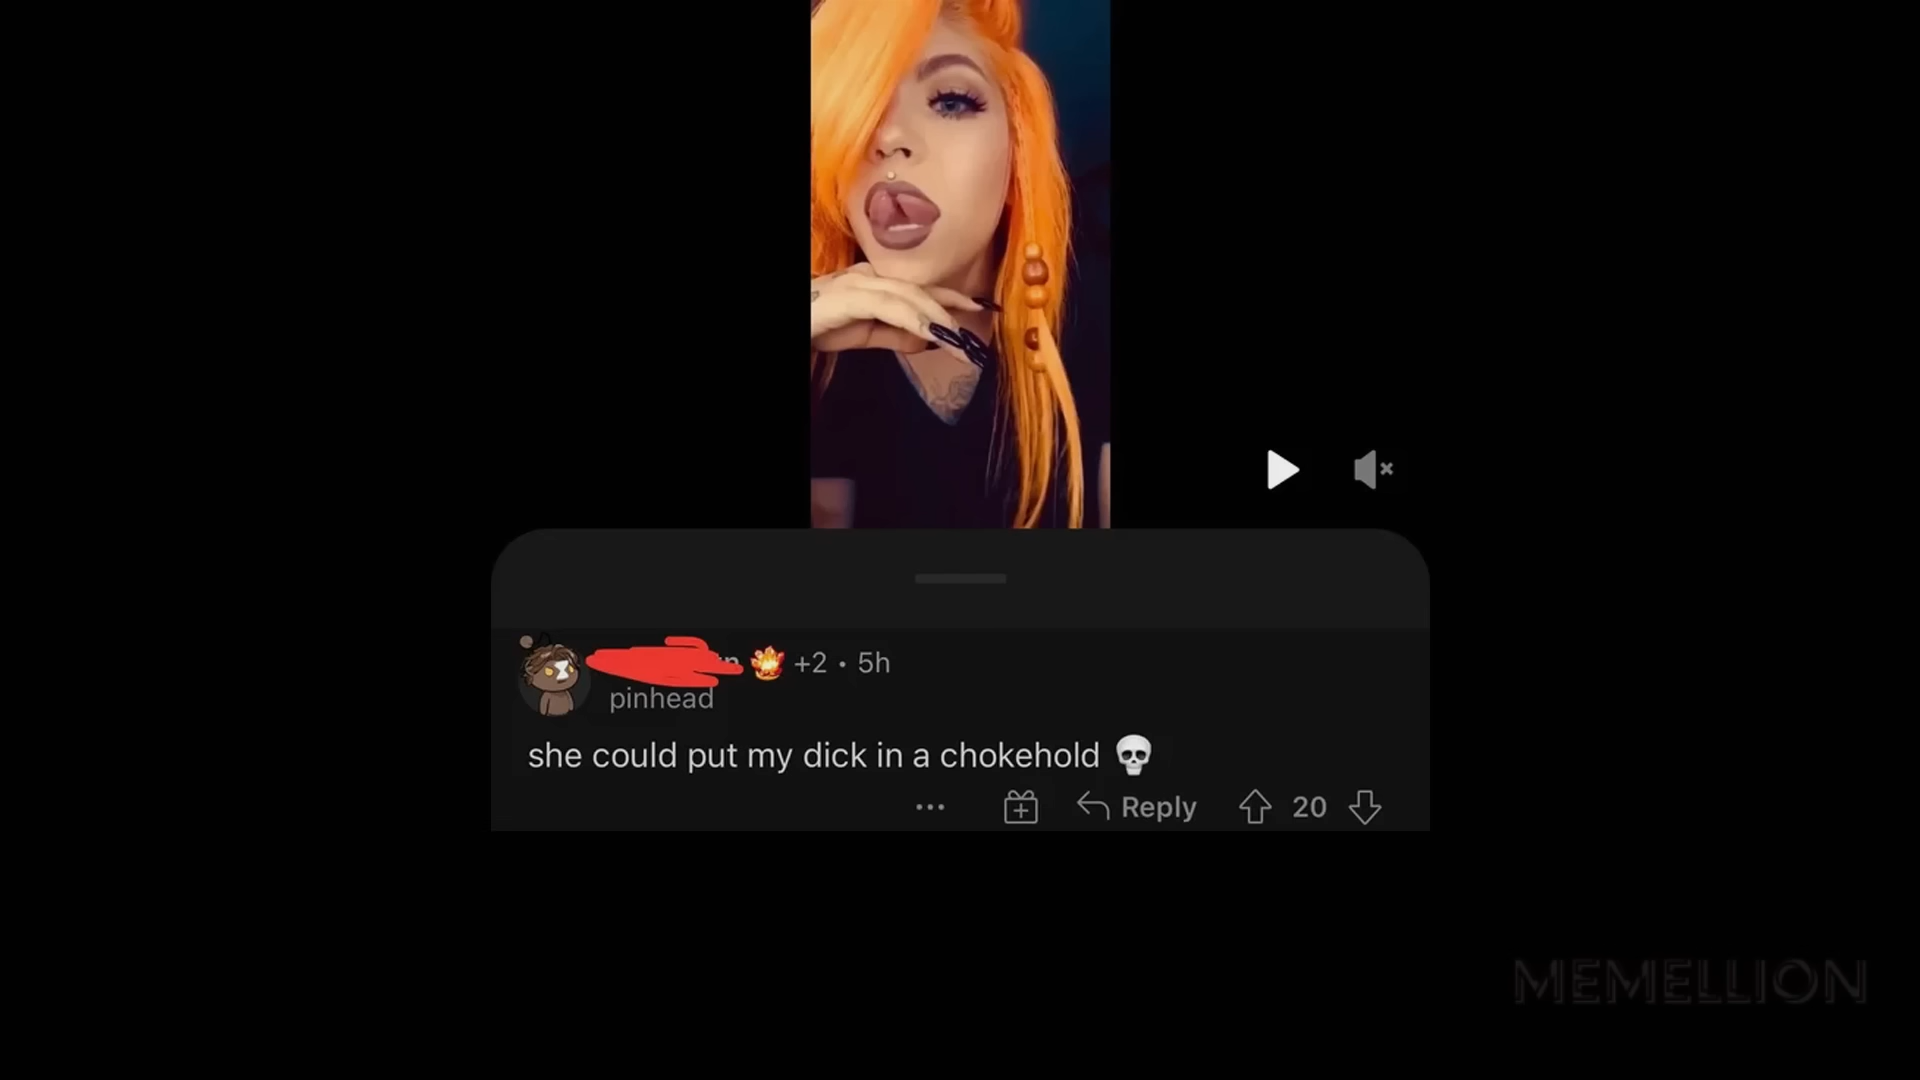 +2 • 5h
pinhead
she could put my dick in a chokehold 💀
Reply 20
MEMELLION